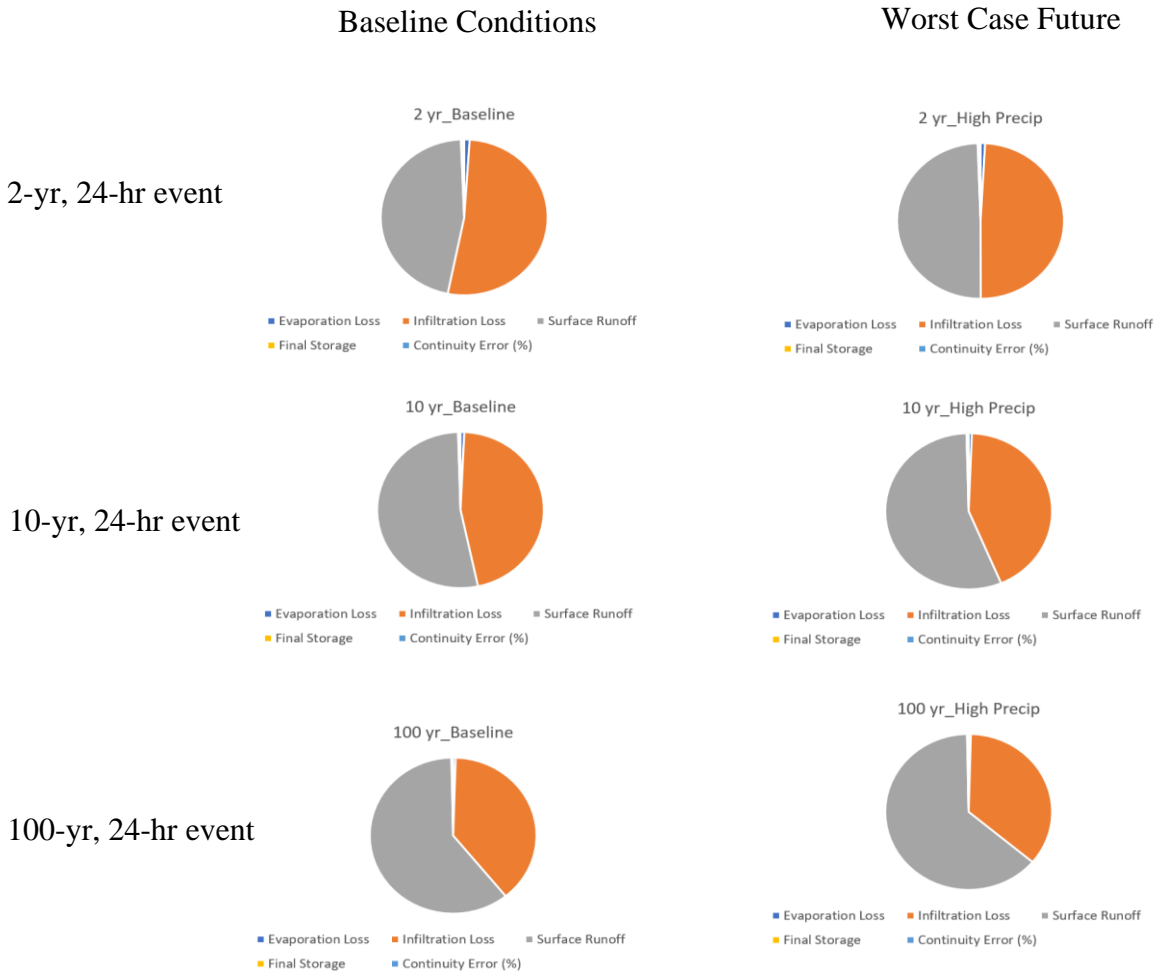 Baseline Conditions
Worst Case Future
2-yr, 24-hr event
2 yr_Baseline
Evaporation Loss Infiltration Loss Surface Runoff
Final Storage Continuity Error (%)
2 yr_High Precip
Evaporation Loss Infiltration Loss Surface Runoff
Final Storage Continuity Error (%)
10-yr, 24-hr event
10 yr_Baseline
Evaporation Loss Infiltration Loss Surface Runoff
Final Storage Continuity Error (%)
10 yr_High Precip
Evaporation Loss Infiltration Loss Surface Runoff
Final Storage Continuity Error (%)
100-yr, 24-hr event
100 yr_Baseline
Evaporation Loss Infiltration Loss Surface Runoff
Final Storage Continuity Error (%)
100 yr_High Precip
Evaporation Loss Infiltration Loss Surface Runoff
Final Storage Continuity Error (%)